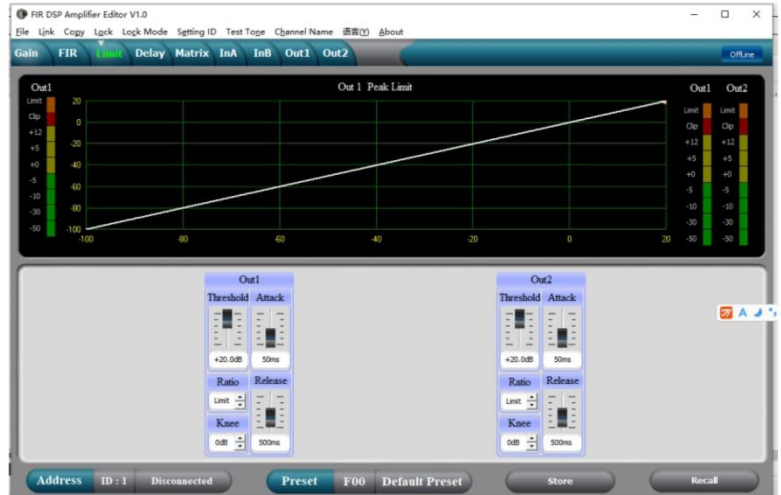 FIR DSP Amplifier Editor V1.0
File Link Copy Lock Lock Mode Setting ID Test Tone Channel Name 语言(Y) About
Gain FIR Limit Delay Matrix InA InB Out1 Out2 OffLine
Out1 Out 1 Peak Limit Out1 Out2
Limit 20 Limit Limit
Clip 0 Clip Clip
+12 -20 +12 +12
+5 +5 +5
+0 -40 +0 +0
-5 -60 -5 -5
-10 -80 -10 -10
-30 -30 -30
-50 -100 -50 -50
-100 -80 -60 -40 -20 0 20
Out1 Out2
Threshold Attack Threshold Attack
+20.0dB 50ms +20.0dB 50ms
Ratio Release Ratio Release
Limit Limit
Knee Knee
0dB 500ms 0dB 500ms
Address ID : 1 Disconnected Preset F00 Default Preset Store Recall